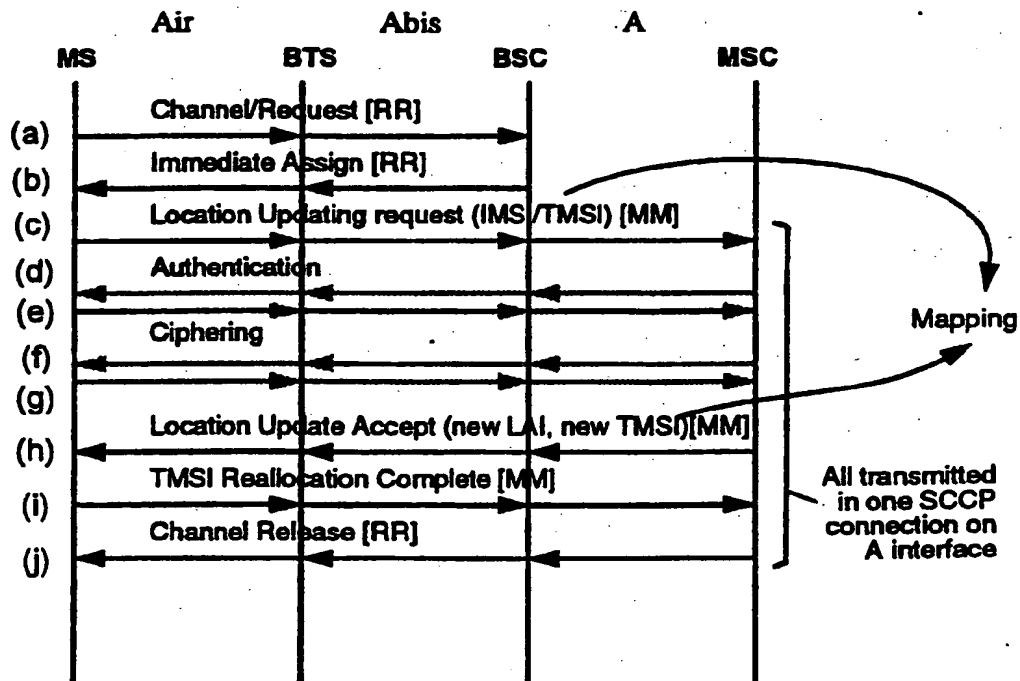 Air Abis A
MS BTS BSC MSC
Channel/Request [RR]
(a)
Immediate Assign [RR]
(b)
Location Updating request (IMS/TMSI) [MM]
(c)
Authentication
(d)
(e)
Ciphering
Mapping
(f)
(g)
Location Update Accept (new LAI, new TMSI)[MM]
(h)
TMSI Reallocation Complete [MM]
(i)
Channel Release [RR]
(j)
All transmitted
in one SCCP
connection on
A interface